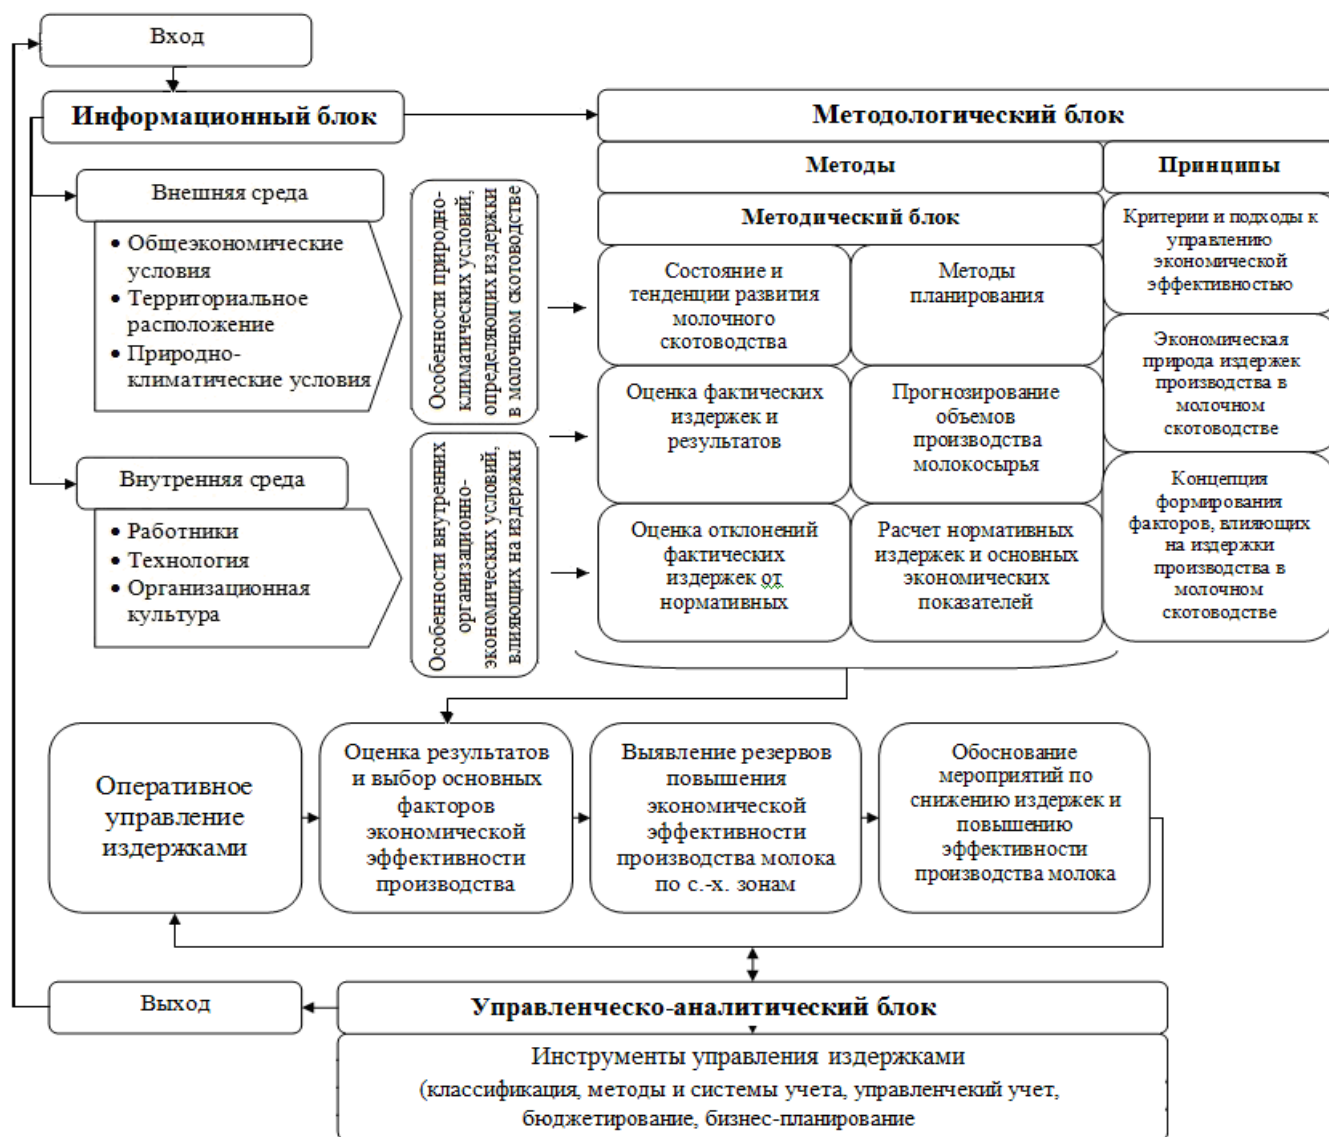 Вход
Информационный блок
Методологический блок
Методы
Принципы
Внешняя среда
• Общеэкономические
условия
• Территориальное
расположение
• Природно-
климатические условия
Особенности природно-
климатических условий,
определяющих издержки
в молочном скотоводстве
Методический блок
Состояние и
тенденции развития
молочного
скотоводства
Методы
планирования
Критерии и подходы к
управлению
экономической
эффективностью
Оценка фактических
издержек и
результатов
Прогнозирование
объемов
производства
молокосырья
Экономическая
природа издержек
производства в
молочном
скотоводстве
Внутренняя среда
• Работники
• Технология
• Организационная
культура
Особенности внутренних
организационно-
экономических условий,
влияющих на издержки
Оценка отклонений
фактических
издержек от
нормативных
Расчет нормативных
издержек и основных
экономических
показателей
Концепция
формирования
факторов, влияющих
на издержки
производства в
молочном
скотоводстве
Оперативное
управление
издержками
Оценка результатов
и выбор основных
факторов
экономической
эффективности
производства
Выявление резервов
повышения
экономической
эффективности
производства молока
по с.-х. зонам
Обоснование
мероприятий по
снижению издержек и
повышению
эффективности
производства молока
Выход
Управленческо-аналитический блок
Инструменты управления издержками
(классификация, методы и системы учета, управленчекий учет,
бюджетирование, бизнес-планирование